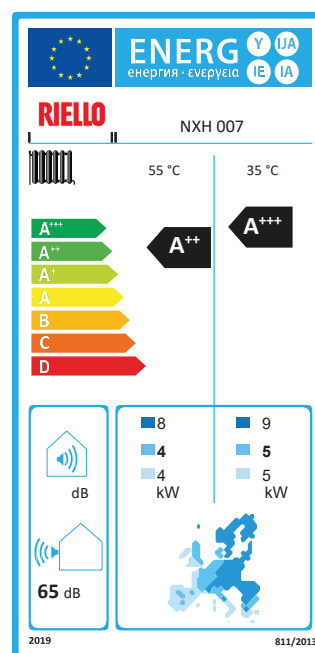 ENERG Y IJA
енергия · ενεργεια IE IA
RIELLO
NXH 007
55 °C 35 °C
A+++
A++
A+
A
B
C
D
A++
A+++
8 9
4 5
4 5
kW kW
dB
65 dB
2019 811/2013